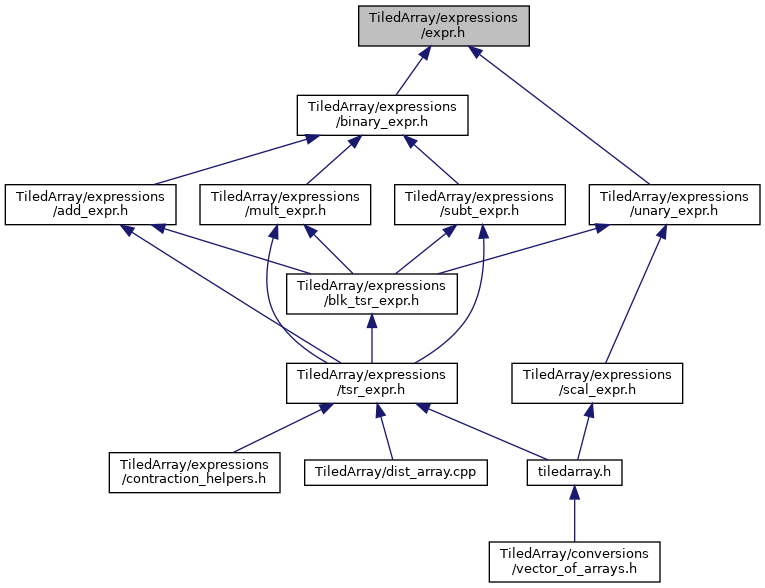 TiledArray/expressions
/expr.h
TiledArray/expressions
/binary_expr.h
TiledArray/expressions
/add_expr.h
TiledArray/expressions
/mult_expr.h
TiledArray/expressions
/subt_expr.h
TiledArray/expressions
/unary_expr.h
TiledArray/expressions
/blk_tsr_expr.h
TiledArray/expressions
/tsr_expr.h
TiledArray/expressions
/scal_expr.h
TiledArray/expressions
/contraction_helpers.h
TiledArray/dist_array.cpp
tiledarray.h
TiledArray/conversions
/vector_of_arrays.h